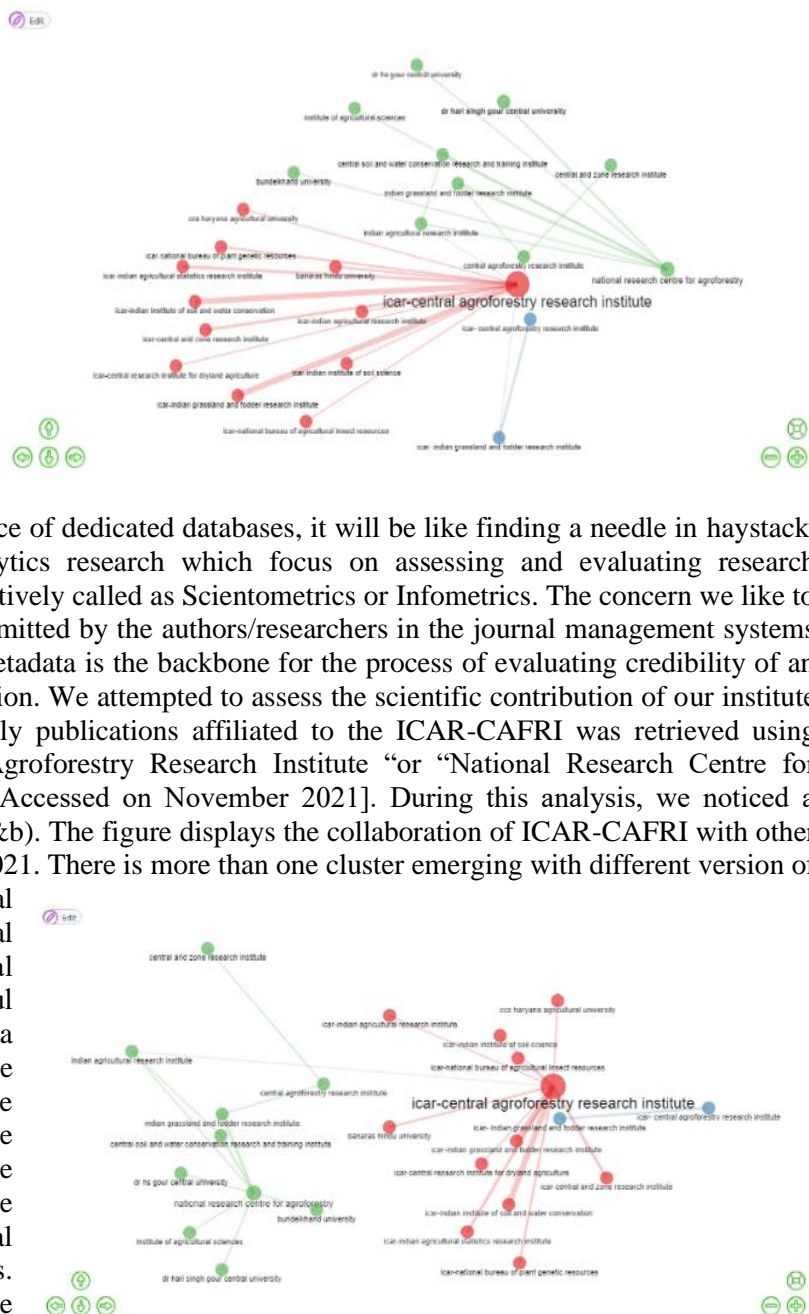 Edit
dr hs gour central university
dr hari singh gour central university
institute of agricultural sciences
central soil and water conservation research and training institute
central arid zone research institute
bundelkhand university
indian grassland and fodder research institute
ccs haryana agricultural university
indian agricultural research institute
icar-national bureau of plant genetic resources
central agroforestry research institute
icar-indian agricultural statistics research institute
banaras hindu university
national research centre for agroforestry
icar-central agroforestry research institute
icar-indian institute of soil and water conservation
icar-indian agricultural research institute
icar- central agroforestry research institute
icar-central arid zone research institute
icar-central research institute for dryland agriculture
icar-indian institute of soil science
icar-indian grassland and fodder research institute
icar-national bureau of agricultural insect resources
icar- indian grassland and fodder research institute
ce of dedicated databases, it will be like finding a needle in haystack
ytics research which focus on assessing and evaluating research
tively called as Scientometrics or Infometrics. The concern we like to
mitted by the authors/researchers in the journal management systems
etadata is the backbone for the process of evaluating credibility of an
ion. We attempted to assess the scientific contribution of our institute
ly publications affiliated to the ICAR-CAFRI was retrieved using
Agroforestry Research Institute “or “National Research Centre for
[Accessed on November 2021]. During this analysis, we noticed a
&b). The figure displays the collaboration of ICAR-CAFRI with other
021. There is more than one cluster emerging with different version of
al
al
al
ul
a
e
e
e
e
e
al
s.
e
Edit
central arid zone research institute
icar-indian agricultural research institute
ccs haryana agricultural university
icar-indian institute of soil science
indian agricultural research institute
icar-national bureau of agricultural insect resources
central agroforestry research institute
icar-central agroforestry research institute
icar- central agroforestry research institute
indian grassland and fodder research institute
icar- indian grassland and fodder research institute
banaras hindu university
central soil and water conservation research and training institute
icar-indian grassland and fodder research institute
icar-central research institute for dryland agriculture
dr hs gour central university
icar-central arid zone research institute
national research centre for agroforestry
bundelkhand university
icar-indian institute of soil and water conservation
institute of agricultural sciences
icar-indian agricultural statistics research institute
dr hari singh gour central university
icar-national bureau of plant genetic resources